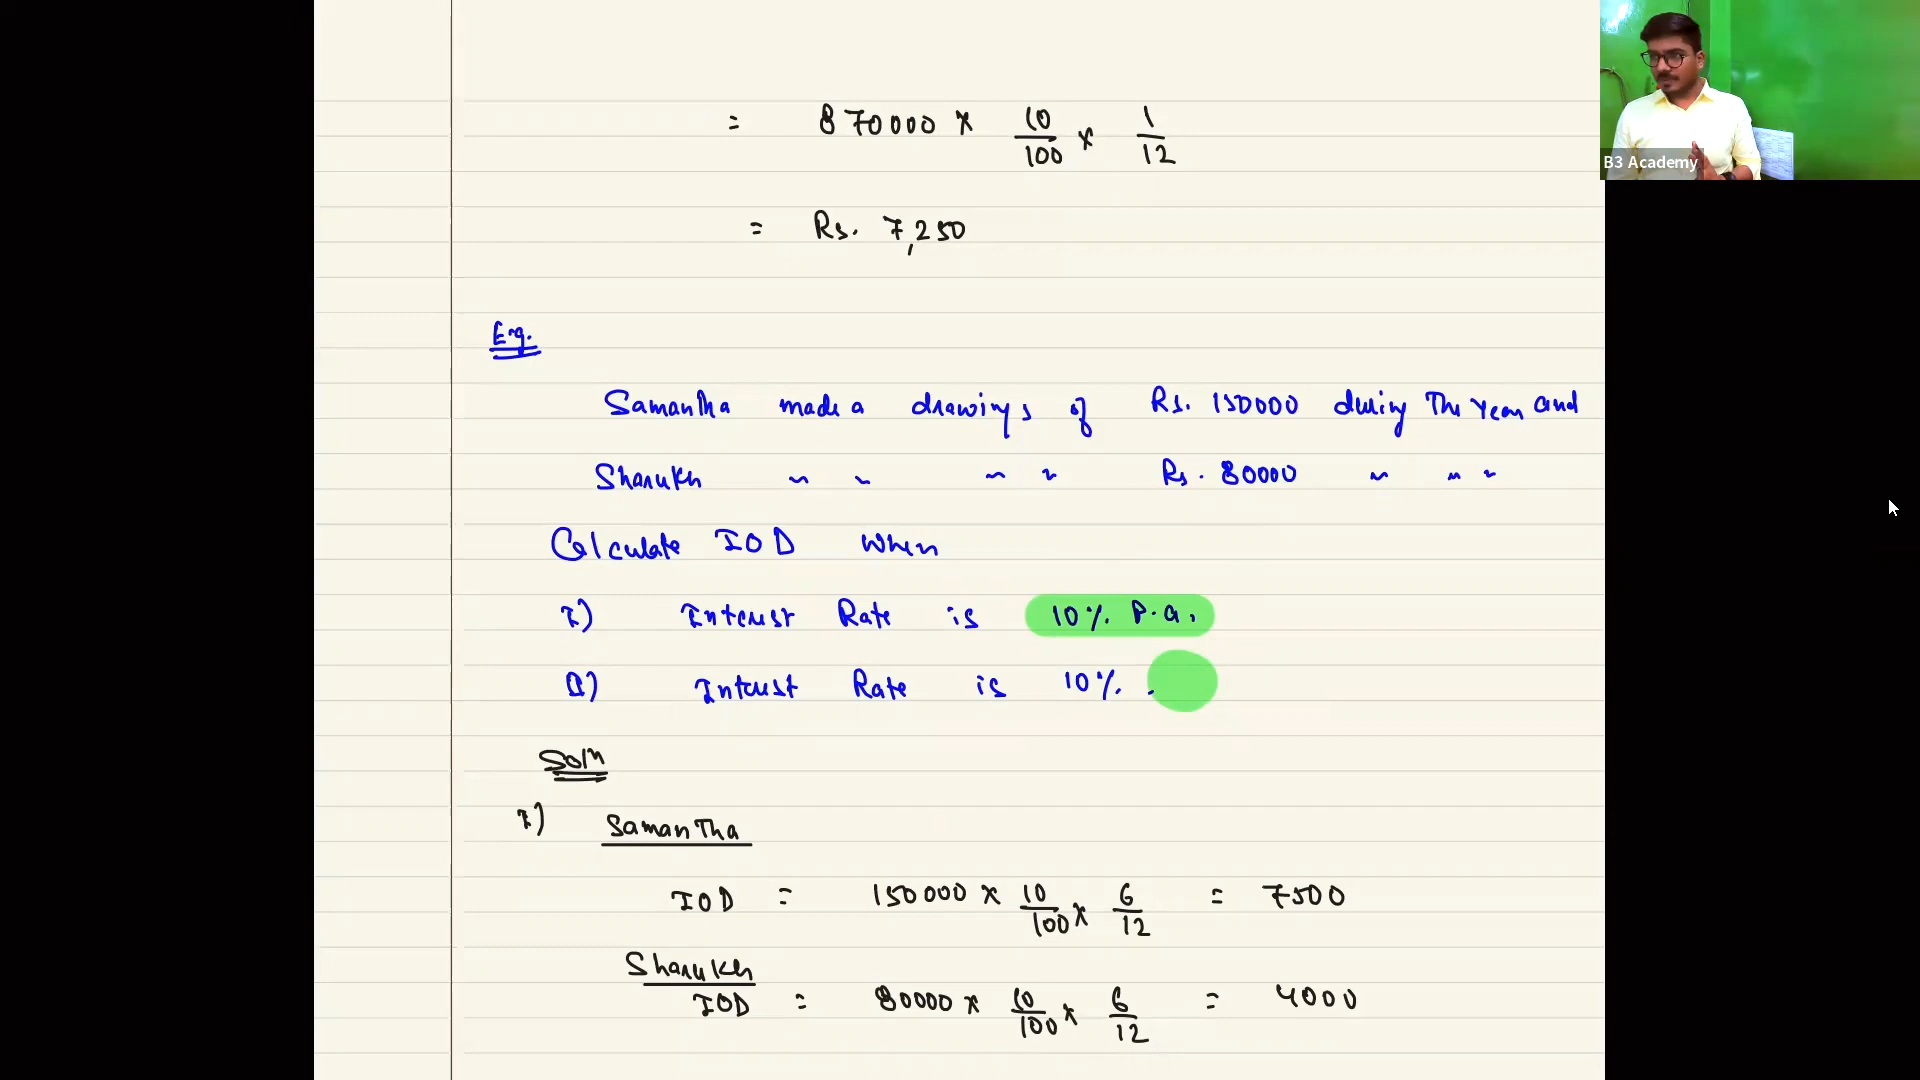 = 870000 x 10/100 x 1/12
= Rs. 7,250
B3 Academy
E.g.
Samantha made a drawings of Rs. 150000 during The Year and
Sharukh " " " " Rs. 80000 " " "
Calculate IOD when
I) Interest Rate is 10% P.a.
II) Interest Rate is 10% .
Soln
I) Samantha
IOD = 150000 x 10/100 x 6/12 = 7500
Sharukh
IOD = 80000 x 10/100 x 6/12 = 4000